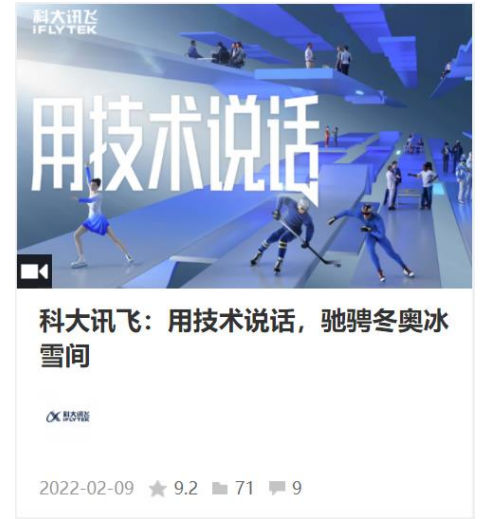 科大讯飞
iFLYTEK
用技术说话
科大讯飞：用技术说话，驰骋冬奥冰
雪间
科大讯飞
iFLYTEK
2022-02-09 9.2 71 9